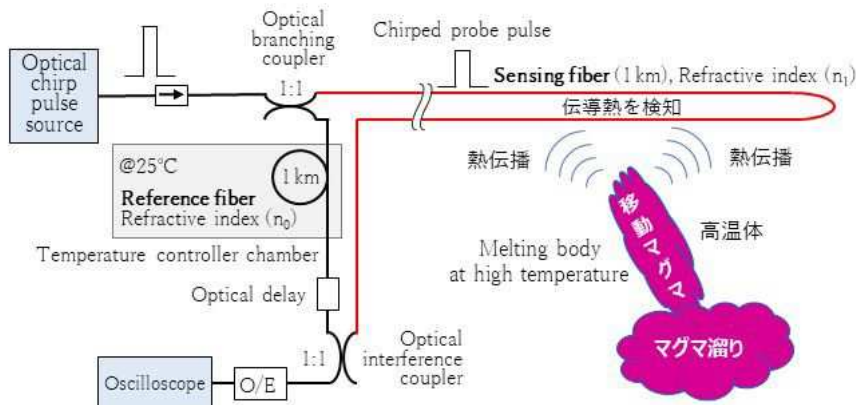 Optical
chirp
pulse
source
Optical
branching
coupler
1:1
Chirped probe pulse
Sensing fiber (1 km), Refractive index (n₁)
伝導熱を検知
熱伝播
熱伝播
@25°C
1 km
Reference fiber
Refractive index (n₀)
Temperature controller chamber
Optical delay
1:1
Optical
interference
coupler
Oscilloscope
O/E
Melting body
at high temperature
移動マグマ
高温体
マグマ溜り